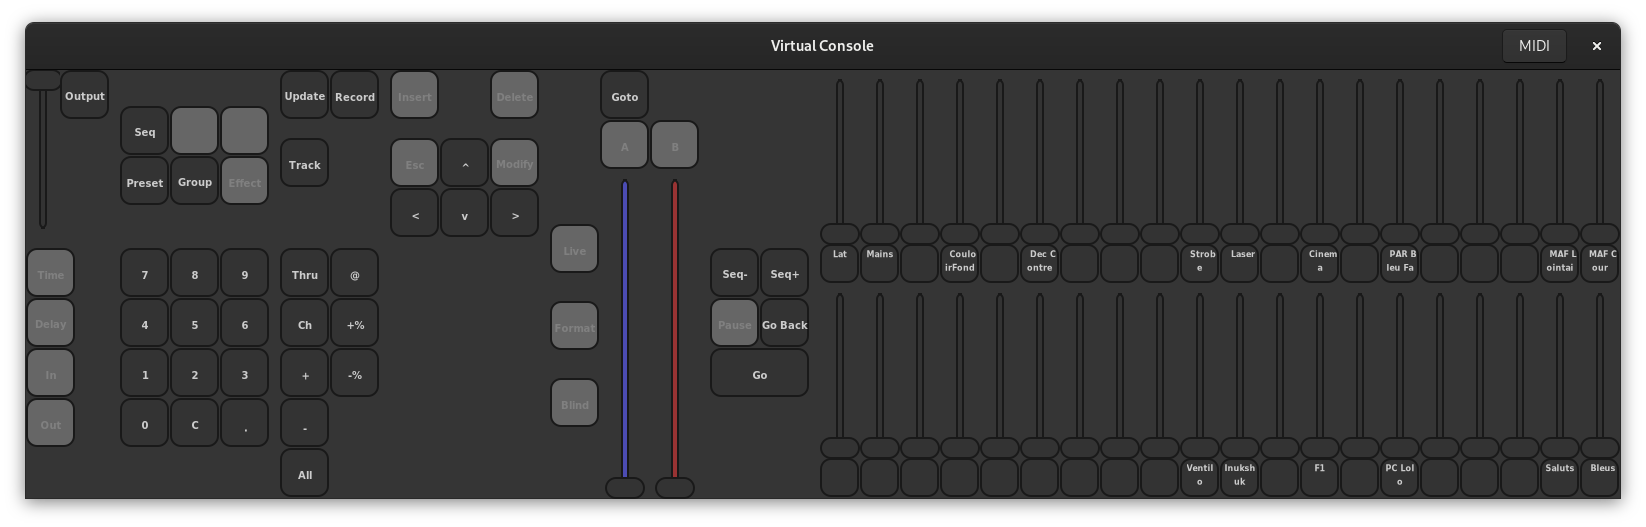 Virtual Console
MIDI
×
Output
Update
Record
Insert
Delete
Goto
Seq
A
B
Track
Esc
^
Modify
Preset
Group
Effect
<
v
>
Live
Time
7
8
9
Thru
@
Seq-
Seq+
Delay
4
5
6
Ch
+%
Format
Pause
Go Back
In
1
2
3
+
-%
Go
Blind
Out
0
C
.
-
All
Lat
Mains
Coulo
irFond
Dec C
ontre
Strob
e
Laser
Cinem
a
PAR B
leu Fa
MAF L
ointai
MAF C
our
Ventil
o
Inuksh
uk
F1
PC Lol
o
Saluts
Bleus